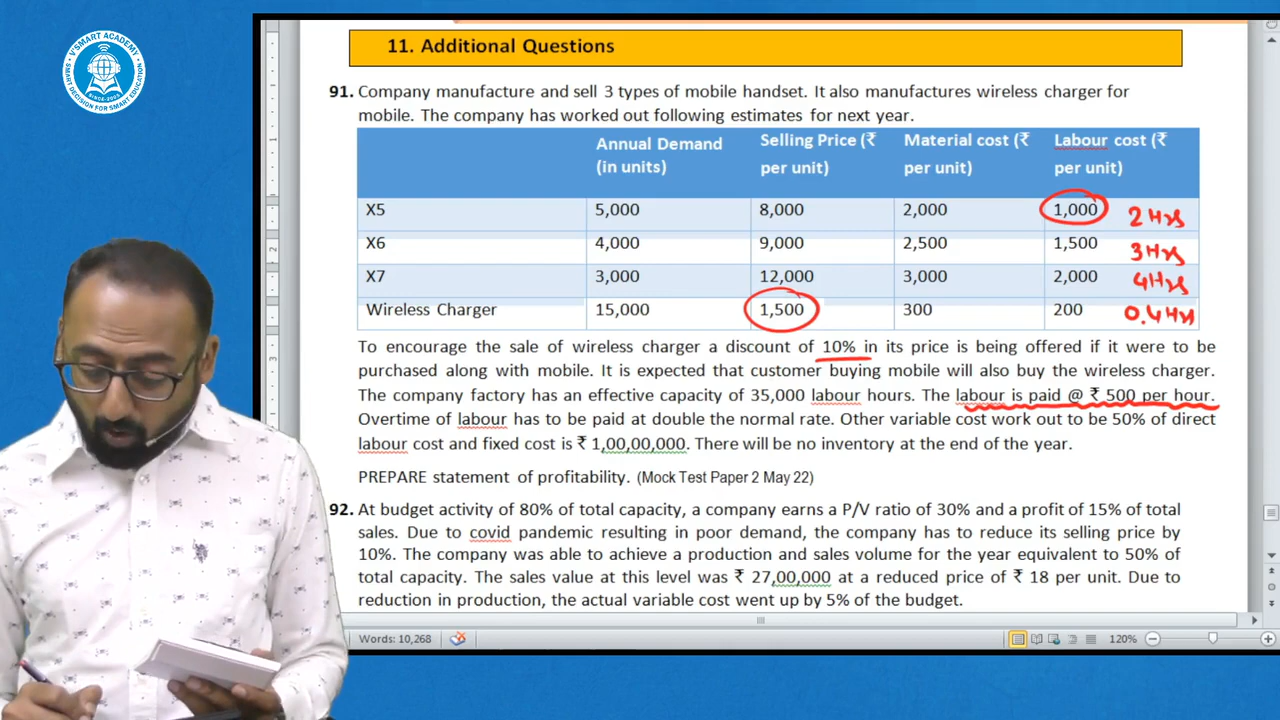 V'SMART ACADEMY
SINCE-2009
SMART DECISION FOR SMART EDUCATION
11. Additional Questions
91. Company manufacture and sell 3 types of mobile handset. It also manufactures wireless charger for
mobile. The company has worked out following estimates for next year.
Annual Demand (in units) Selling Price (₹ per unit) Material cost (₹ per unit) Labour cost (₹ per unit)
X5 5,000 8,000 2,000 1,000 2 Hrs
X6 4,000 9,000 2,500 1,500 3 Hrs
X7 3,000 12,000 3,000 2,000 4 Hrs
Wireless Charger 15,000 1,500 300 200 0.4 Hrs
To encourage the sale of wireless charger a discount of 10% in its price is being offered if it were to be
purchased along with mobile. It is expected that customer buying mobile will also buy the wireless charger.
The company factory has an effective capacity of 35,000 labour hours. The labour is paid @ ₹ 500 per hour.
Overtime of labour has to be paid at double the normal rate. Other variable cost work out to be 50% of direct
labour cost and fixed cost is ₹ 1,00,00,000. There will be no inventory at the end of the year.
PREPARE statement of profitability. (Mock Test Paper 2 May 22)
92. At budget activity of 80% of total capacity, a company earns a P/V ratio of 30% and a profit of 15% of total
sales. Due to covid pandemic resulting in poor demand, the company has to reduce its selling price by
10%. The company was able to achieve a production and sales volume for the year equivalent to 50% of
total capacity. The sales value at this level was ₹ 27,00,000 at a reduced price of ₹ 18 per unit. Due to
reduction in production, the actual variable cost went up by 5% of the budget.
Words: 10,268
120%